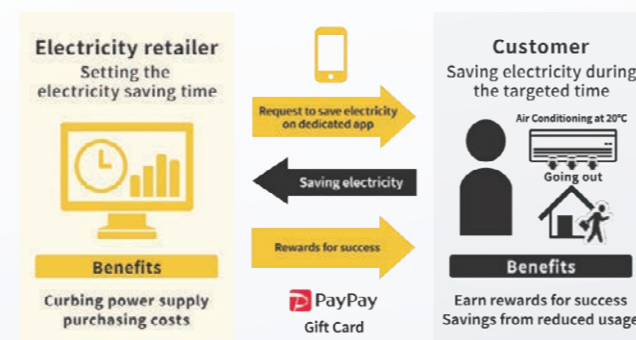 Electricity retailer
Setting the
electricity saving time
Benefits
Curbing power supply
purchasing costs
Request to save electricity
on dedicated app
Saving electricity
Rewards for success
PayPay
Gift Card
Customer
Saving electricity during
the targeted time
Air Conditioning at 20℃
Going out
Benefits
Earn rewards for success
Savings from reduced usage